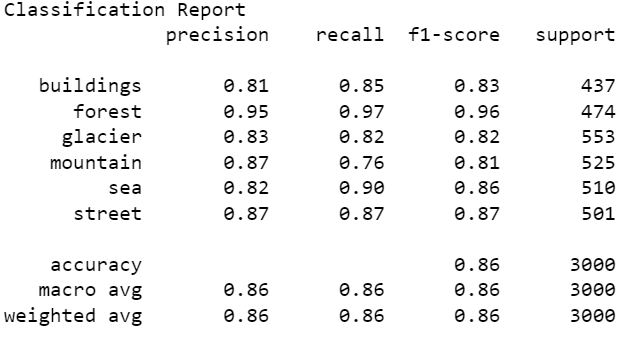 Classification Report
precision recall f1-score support
buildings 0.81 0.85 0.83 437
forest 0.95 0.97 0.96 474
glacier 0.83 0.82 0.82 553
mountain 0.87 0.76 0.81 525
sea 0.82 0.90 0.86 510
street 0.87 0.87 0.87 501
accuracy 0.86 3000
macro avg 0.86 0.86 0.86 3000
weighted avg 0.86 0.86 0.86 3000